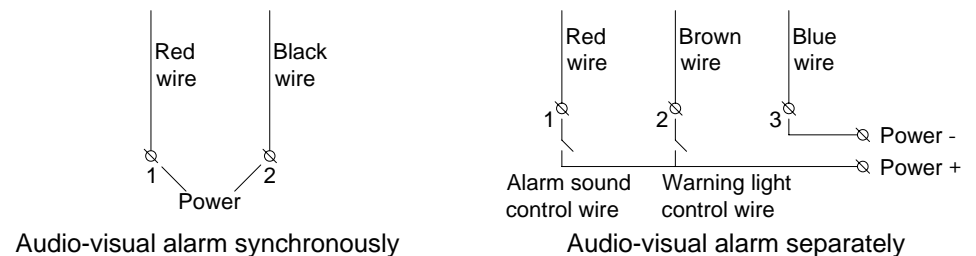 Red
wire
Black
wire
1
2
Power
Audio-visual alarm synchronously
Red
wire
Brown
wire
Blue
wire
1
2
3
Power -
Power +
Alarm sound
control wire
Warning light
control wire
Audio-visual alarm separately